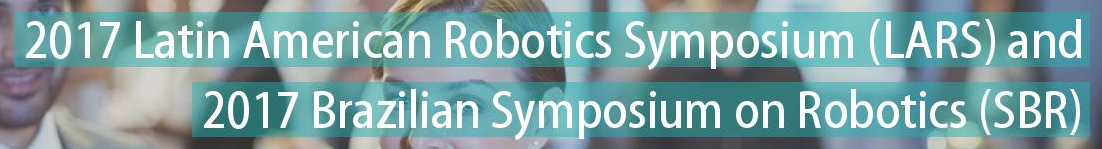 2017 Latin American Robotics Symposium (LARS) and
2017 Brazilian Symposium on Robotics (SBR)